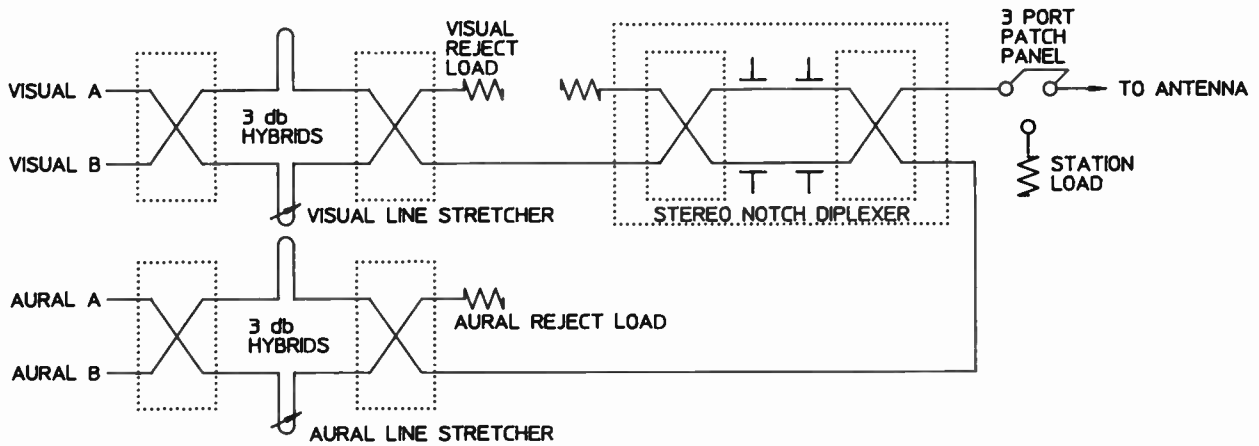 VISUAL
REJECT
LOAD
3 PORT
PATCH
PANEL
VISUAL A
3 db
HYBRIDS
VISUAL B
TO ANTENNA
STATION
LOAD
VISUAL LINE STRETCHER
STEREO NOTCH DIPLEXER
AURAL A
3 db
HYBRIDS
AURAL REJECT LOAD
AURAL B
AURAL LINE STRETCHER